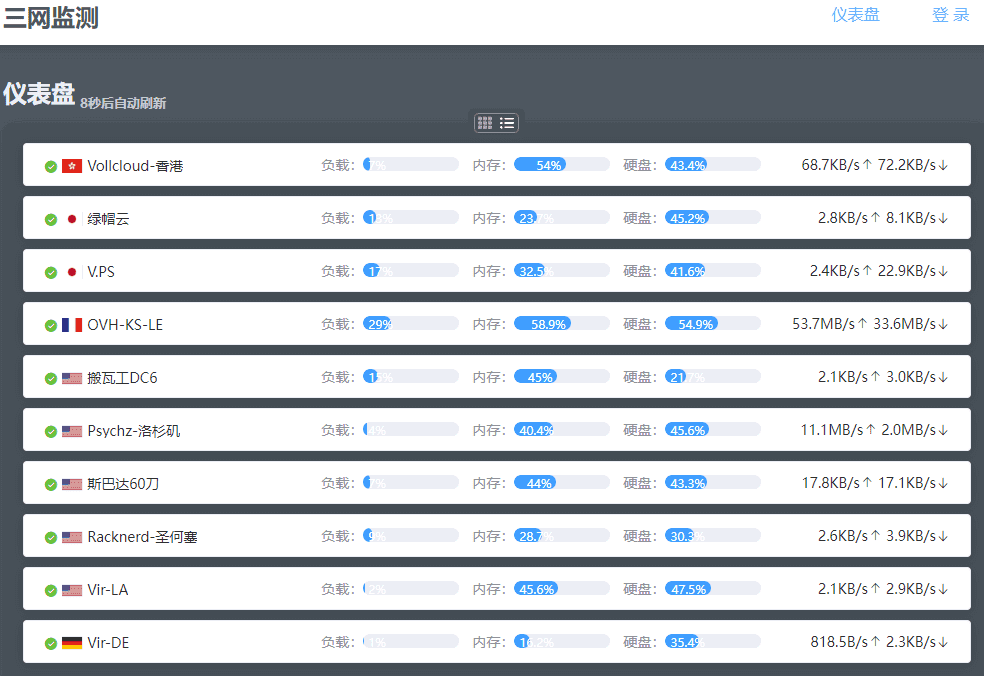 三网监测 仪表盘 登 录
仪表盘 8秒后自动刷新
Vollcloud-香港 负载: 7% 内存: 54% 硬盘: 43.4% 68.7KB/s↑ 72.2KB/s↓
绿帽云 负载: 13% 内存: 23. % 硬盘: 45.2% 2.8KB/s↑ 8.1KB/s↓
V.PS 负载: 17% 内存: 32.5% 硬盘: 41.6% 2.4KB/s↑ 22.9KB/s↓
OVH-KS-LE 负载: 29% 内存: 58.9% 硬盘: 54.9% 53.7MB/s↑ 33.6MB/s↓
搬瓦工DC6 负载: 内存: 45% 硬盘: 2.1KB/s↑ 3.0KB/s↓
Psychz-洛杉矶 负载: 4% 内存: 40.4% 硬盘: 45.6% 11.1MB/s↑ 2.0MB/s↓
斯巴达60刀 负载: 7% 内存: 44% 硬盘: 43.3% 17.8KB/s↑ 17.1KB/s↓
Racknerd-圣何塞 负载: 9% 内存: 28.7% 硬盘: 30.3% 2.6KB/s↑ 3.9KB/s↓
Vir-LA 负载: 2% 内存: 45.6% 硬盘: 47.5% 2.1KB/s↑ 2.9KB/s↓
Vir-DE 负载: 1% 内存: 16.2% 硬盘: 35.4% 818.5B/s↑ 2.3KB/s↓